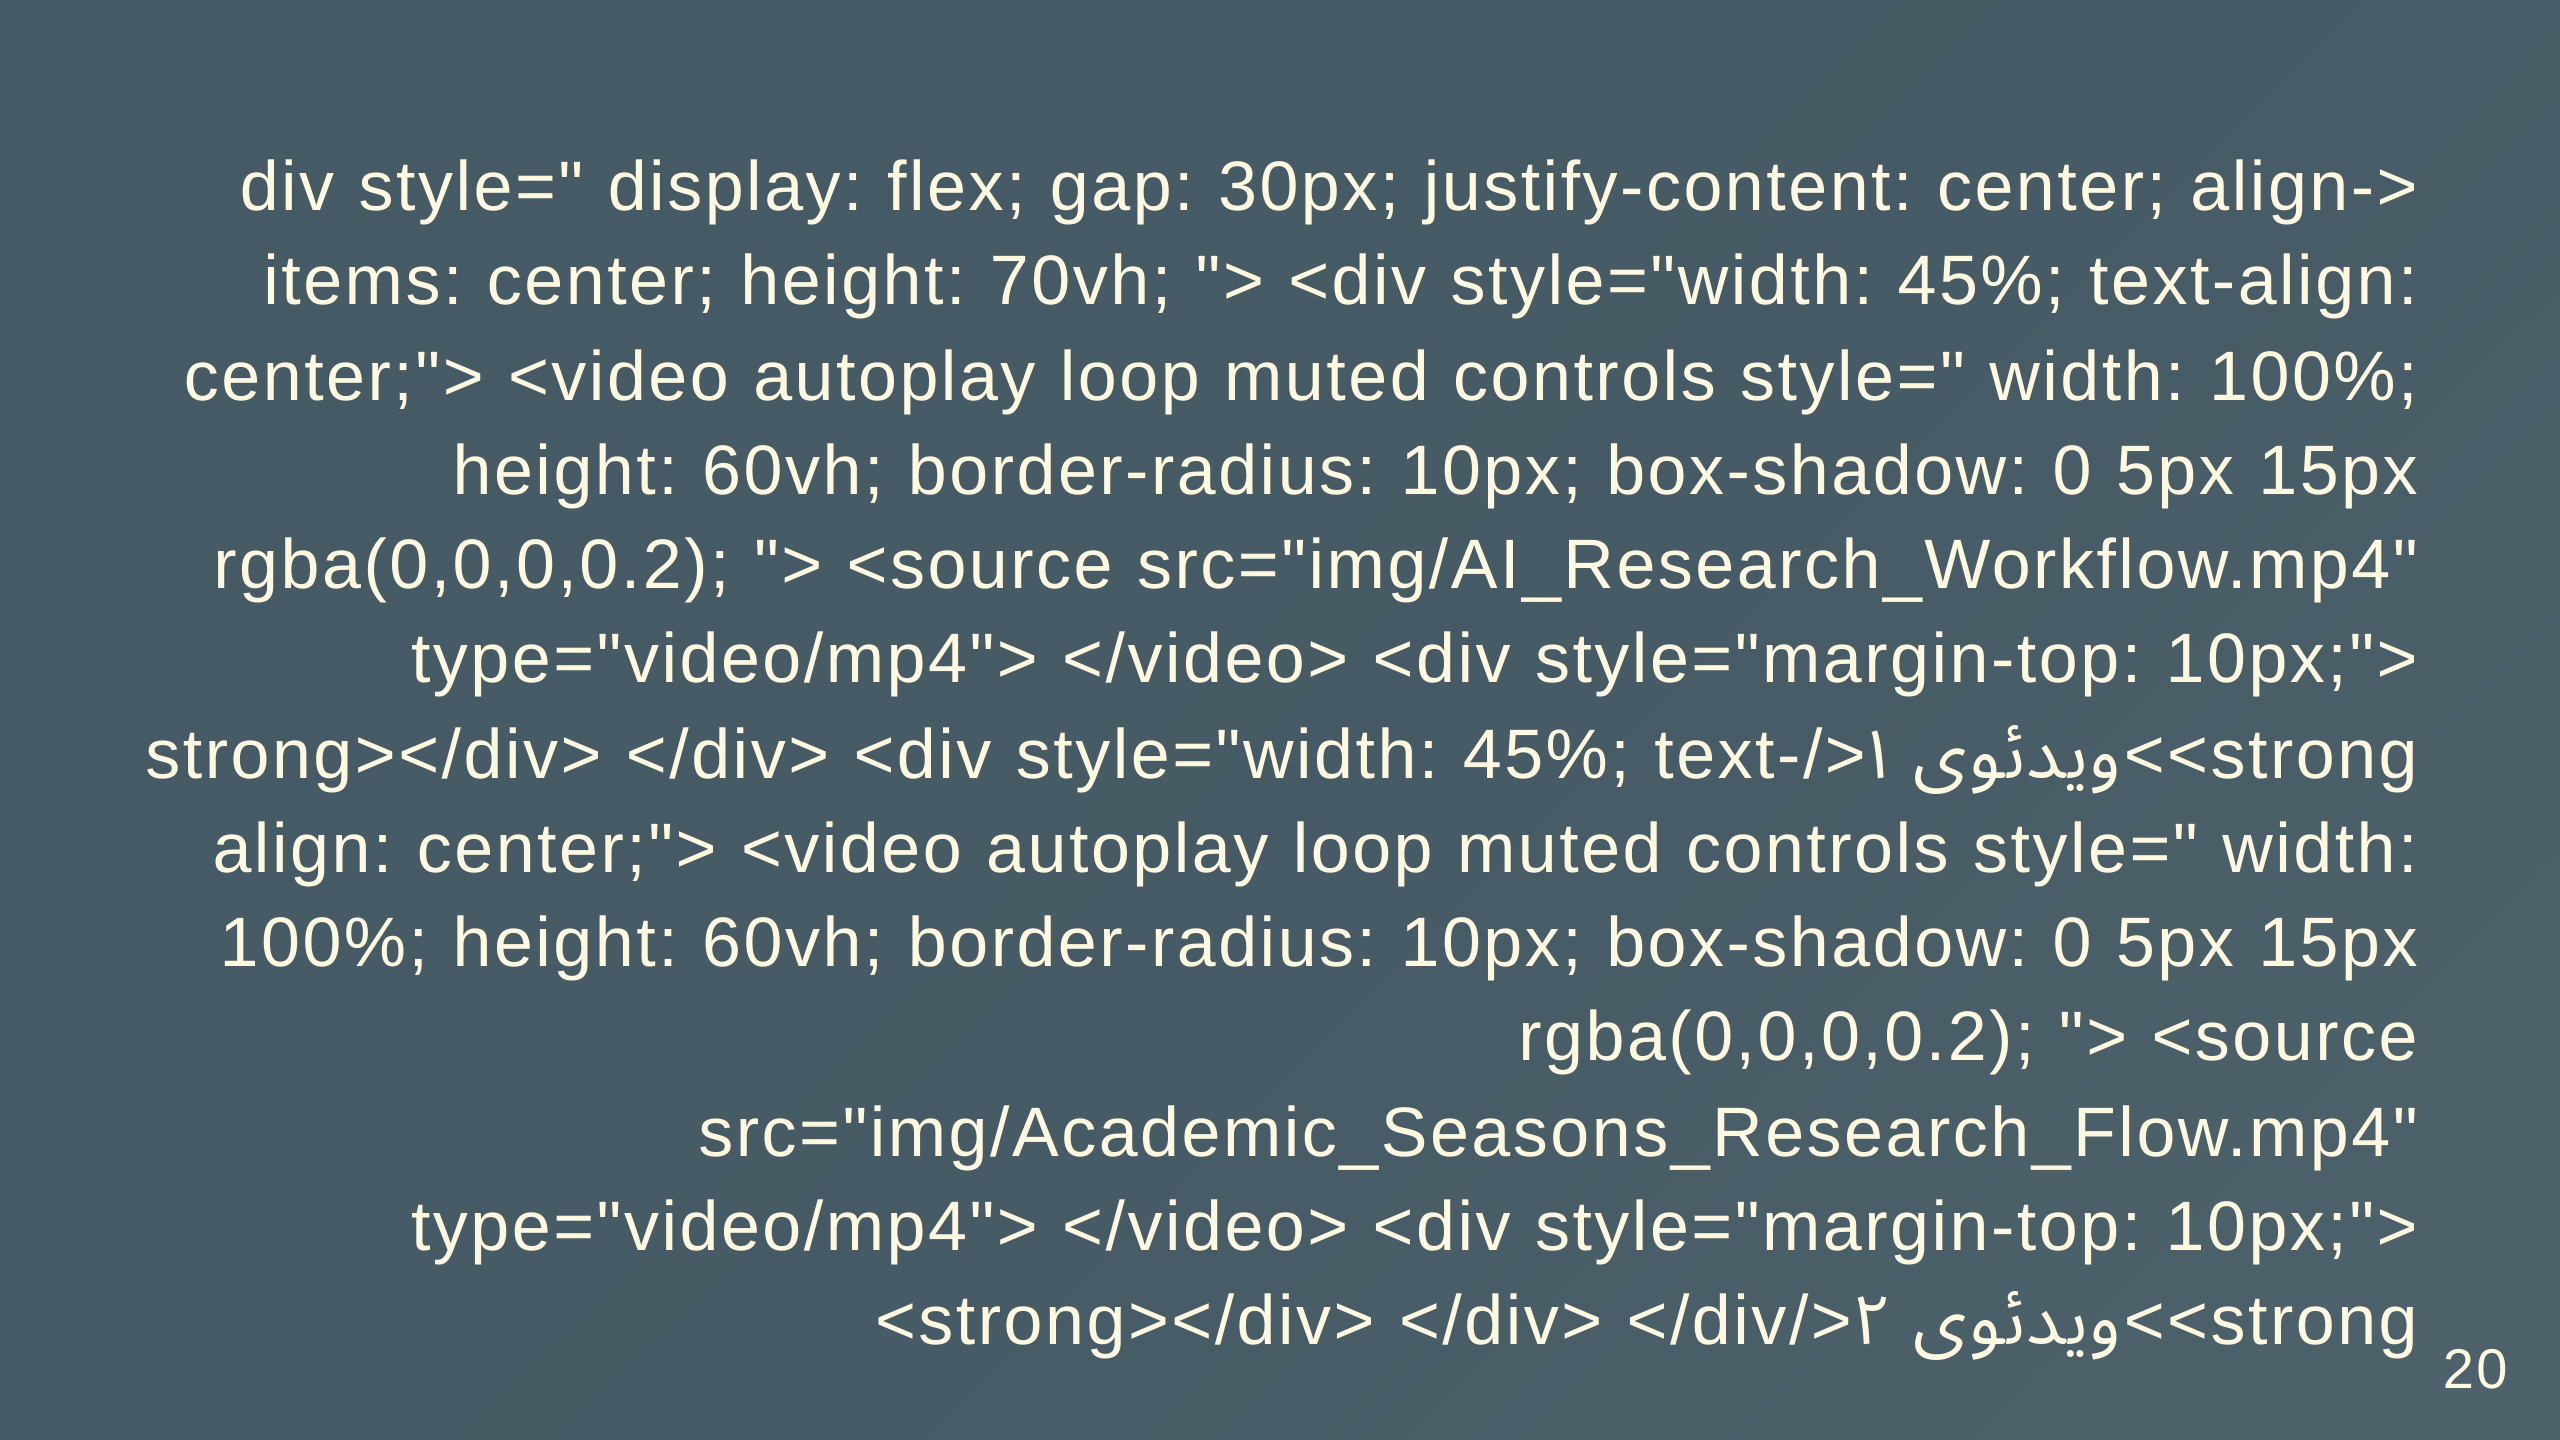 <div style=" display: flex; gap: 30px; justify-content: center; align-
items: center; height: 70vh; "> <div style="width: 45%; text-align:
center;"> <video autoplay loop muted controls style=" width: 100%;
height: 60vh; border-radius: 10px; box-shadow: 0 5px 15px
rgba(0,0,0,0.2); "> <source src="img/AI_Research_Workflow.mp4"
type="video/mp4"> </video> <div style="margin-top: 10px;">
<strong>ویدئوی ۱</strong></div> </div> <div style="width: 45%; text-
align: center;"> <video autoplay loop muted controls style=" width:
100%; height: 60vh; border-radius: 10px; box-shadow: 0 5px 15px
rgba(0,0,0,0.2); "> <source
src="img/Academic_Seasons_Research_Flow.mp4"
type="video/mp4"> </video> <div style="margin-top: 10px;">
<strong>ویدئوی ۲</strong></div> </div> </div>
20